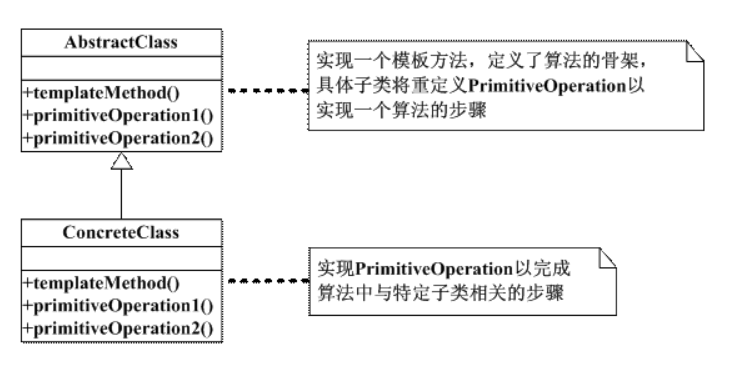 AbstractClass
+templateMethod()
+primitiveOperation1()
+primitiveOperation2()
实现一个模板方法，定义了算法的骨架，
具体子类将重定义PrimitiveOperation以
实现一个算法的步骤
ConcreteClass
+templateMethod()
+primitiveOperation1()
+primitiveOperation2()
实现PrimitiveOperation以完成
算法中与特定子类相关的步骤